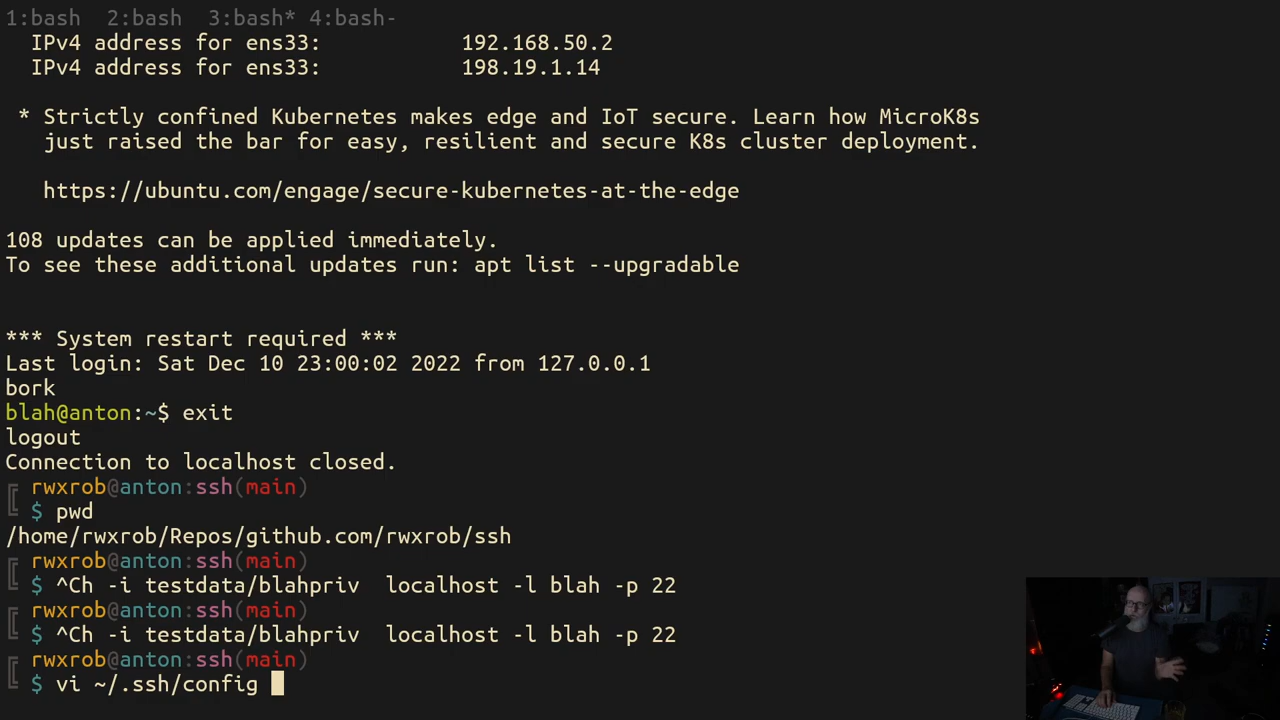 1:bash  2:bash  3:bash* 4:bash-
IPv4 address for ens33:           192.168.50.2
IPv4 address for ens33:           198.19.1.14
* Strictly confined Kubernetes makes edge and IoT secure. Learn how MicroK8s
just raised the bar for easy, resilient and secure K8s cluster deployment.
https://ubuntu.com/engage/secure-kubernetes-at-the-edge
108 updates can be applied immediately.
To see these additional updates run: apt list --upgradable
*** System restart required ***
Last login: Sat Dec 10 23:00:02 2022 from 127.0.0.1
bork
blah@anton:~$ exit
logout
Connection to localhost closed.
rwxrob@anton:ssh(main)
$ pwd
/home/rwxrob/Repos/github.com/rwxrob/ssh
rwxrob@anton:ssh(main)
$ ^Ch -i testdata/blahpriv  localhost -l blah -p 22
rwxrob@anton:ssh(main)
$ ^Ch -i testdata/blahpriv  localhost -l blah -p 22
rwxrob@anton:ssh(main)
$ vi ~/.ssh/config